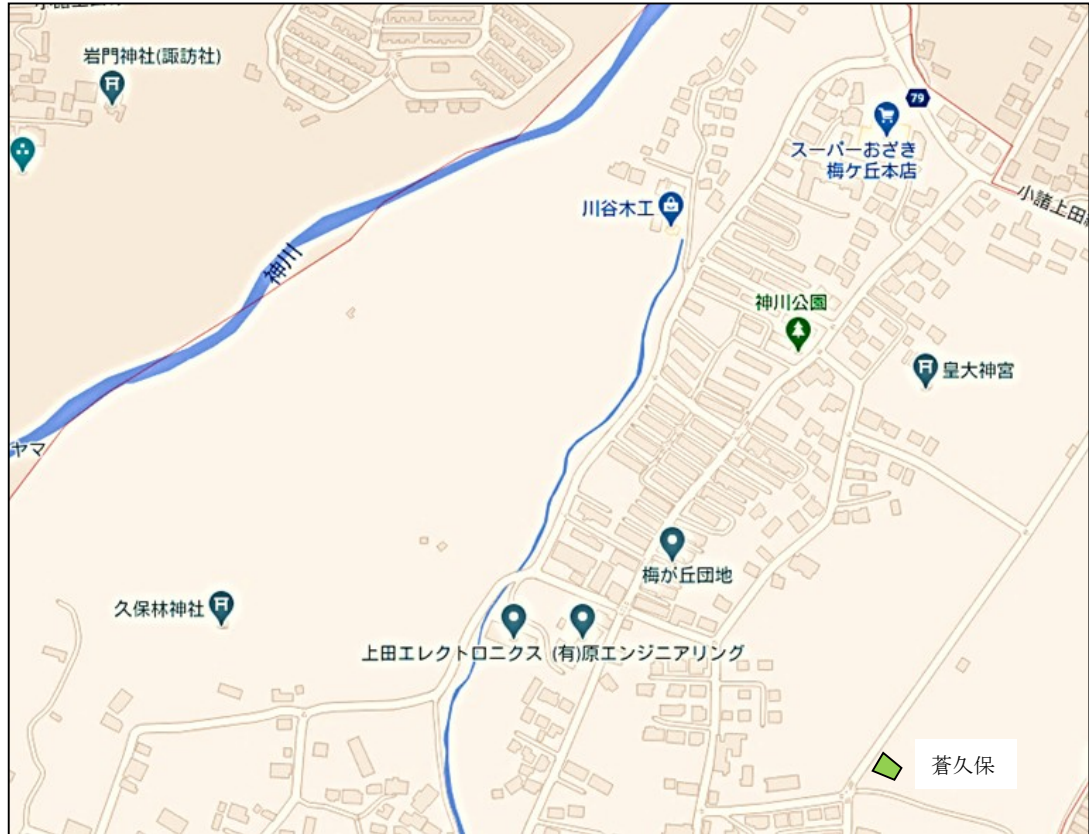 岩門神社(諏訪社)
79
スーパーおざき
梅ケ丘本店
小諸上田
川谷木工
神川
神川公園
皇大神宮
ヤマ
梅が丘団地
久保林神社
上田エレクトロニクス
(有)原エンジニアリング
蒼久保